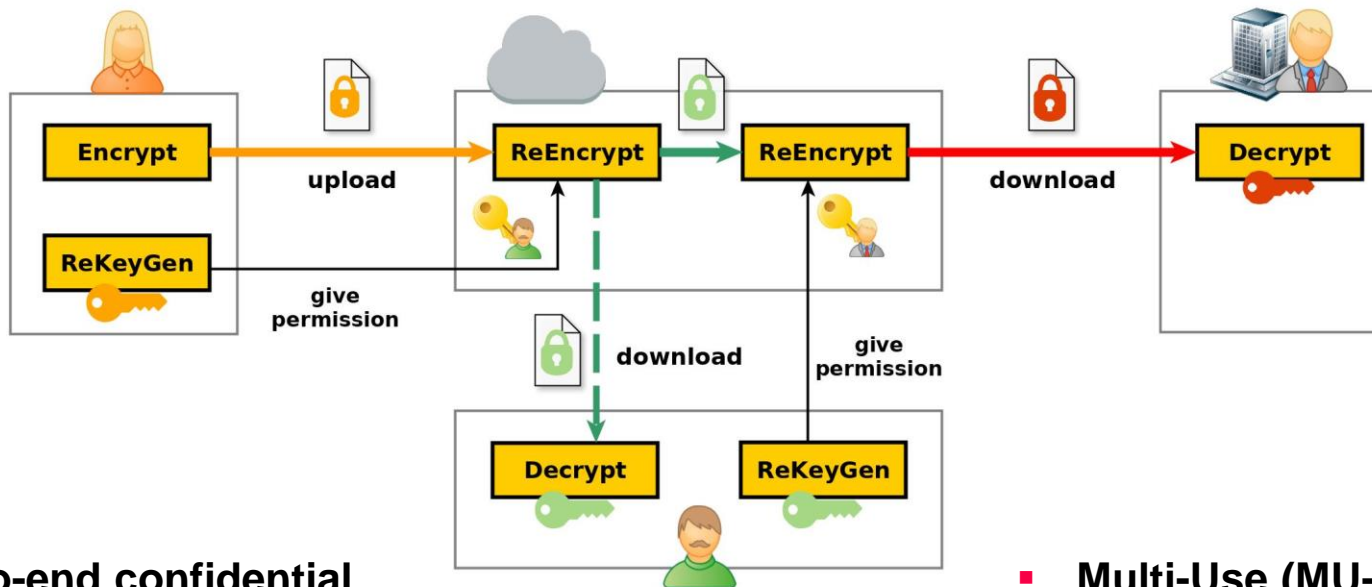 Encrypt
upload
ReEncrypt
ReEncrypt
download
Decrypt
ReKeyGen
give
permission
download
give
permission
Decrypt
ReKeyGen
-end confidential
▪ Multi-Use (MU-